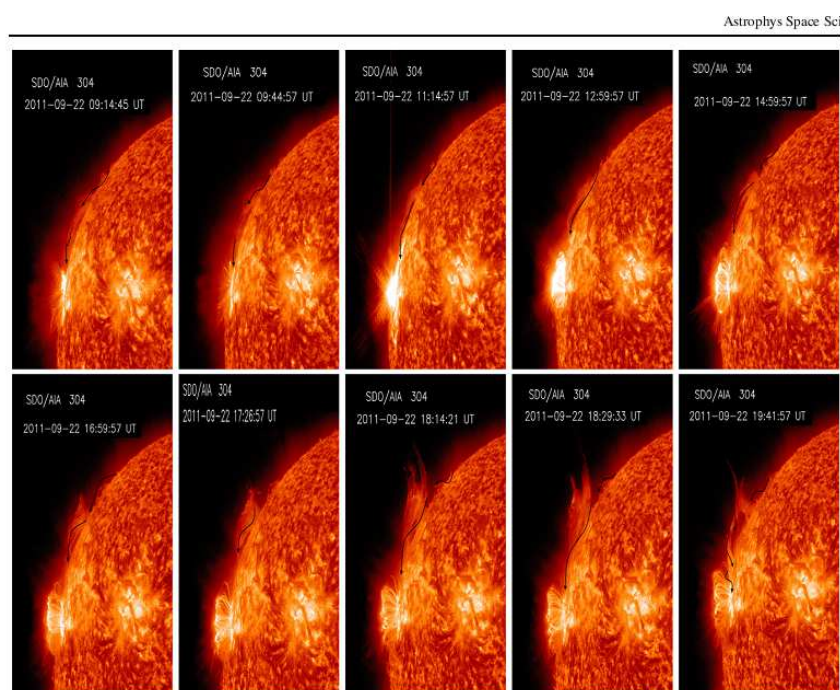 Astrophys Space Sci
SDO/AIA 304
2011-09-22 09:14:45 UT
SDO/AIA 304
2011-09-22 09:44:57 UT
SDO/AIA 304
2011-09-22 11:14:57 UT
SDO/AIA 304
2011-09-22 12:59:57 UT
SDO/AIA 304
2011-09-22 14:59:57 UT
SDO/AIA 304
2011-09-22 16:59:57 UT
SDO/AIA 304
2011-09-22 17:26:57 UT
SDO/AIA 304
2011-09-22 18:14:21 UT
SDO/AIA 304
2011-09-22 18:29:33 UT
SDO/AIA 304
2011-09-22 19:41:57 UT